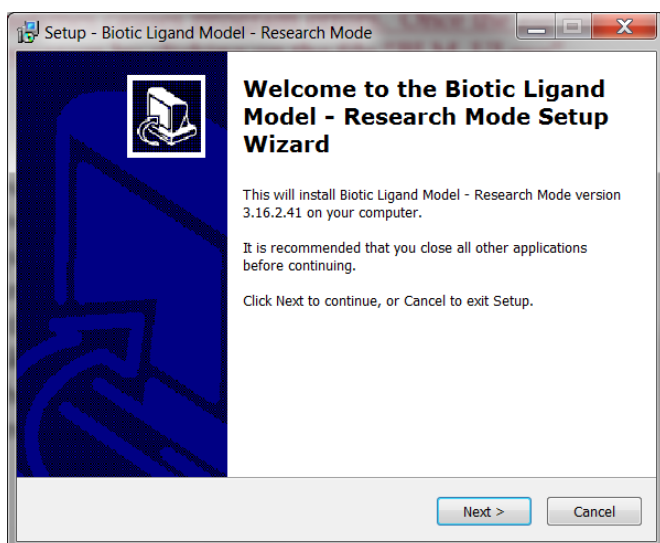 Setup - Biotic Ligand Model - Research Mode
Welcome to the Biotic Ligand
Model - Research Mode Setup
Wizard
This will install Biotic Ligand Model - Research Mode version
3.16.2.41 on your computer.
It is recommended that you close all other applications
before continuing.
Click Next to continue, or Cancel to exit Setup.
Next >
Cancel